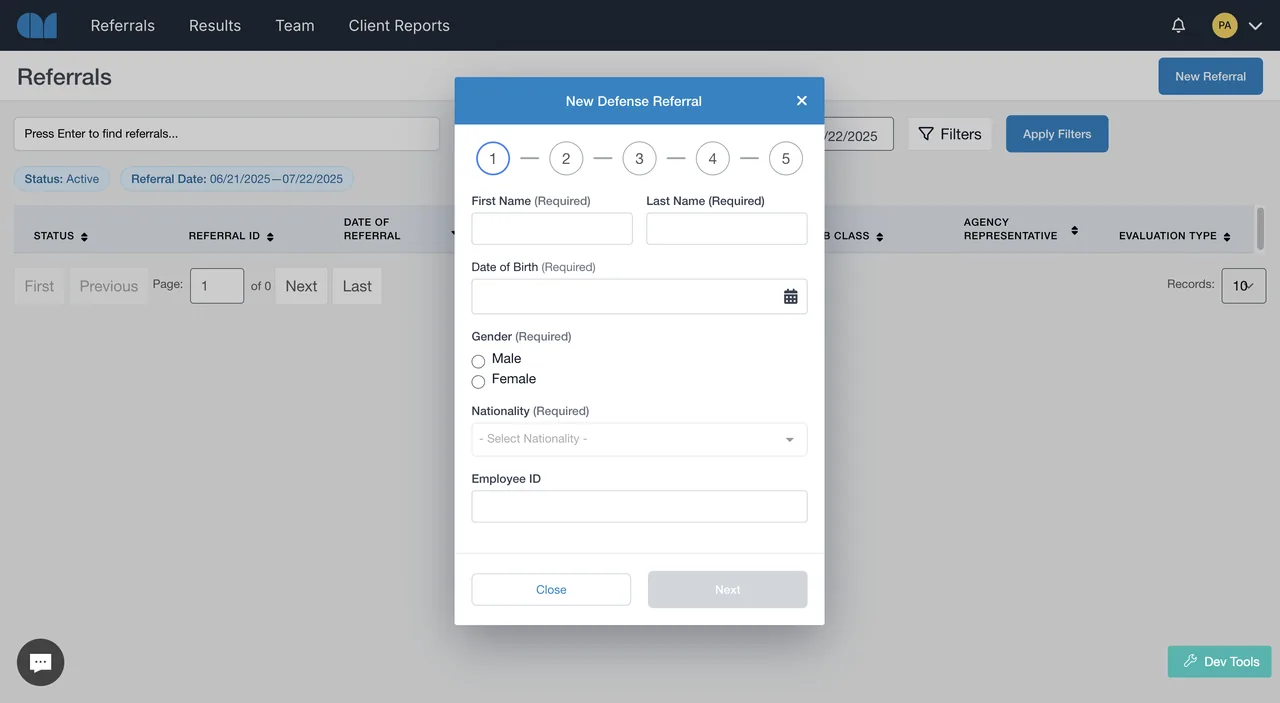 Referrals Results Team Client Reports PA
Referrals
New Referral
New Defense Referral
Press Enter to find referrals...
/22/2025
Filters
Apply Filters
1 2 3 4 5
Status: Active
Referral Date: 06/21/2025—07/22/2025
First Name (Required)
Last Name (Required)
STATUS
REFERRAL ID
DATE OF
REFERRAL
B CLASS
AGENCY
REPRESENTATIVE
EVALUATION TYPE
Date of Birth (Required)
First Previous Page: 1 of 0 Next Last
Records: 10
Gender (Required)
Male
Female
Nationality (Required)
- Select Nationality -
Employee ID
Close
Next
Dev Tools